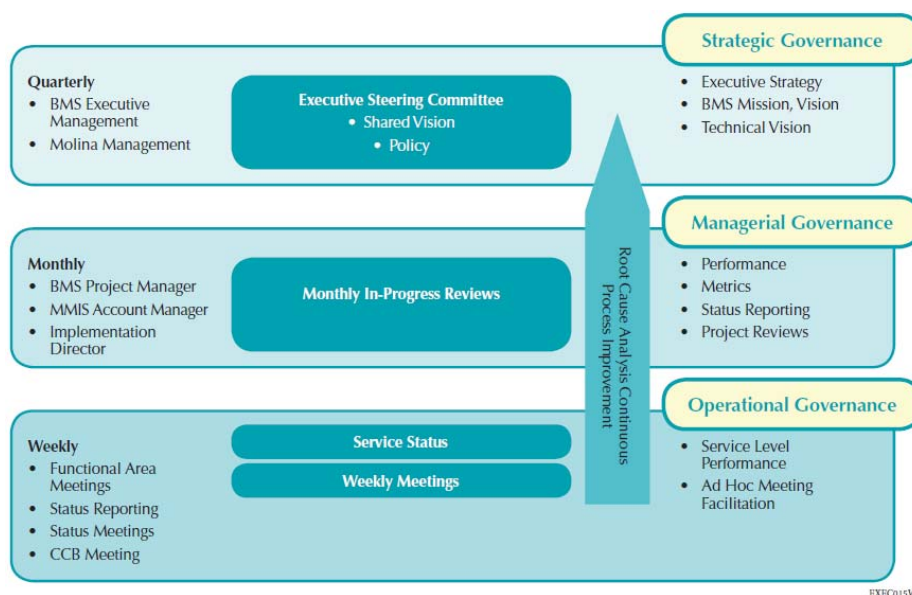 Strategic Governance
Quarterly
• BMS Executive
Management
• Molina Management
Executive Steering Committee
• Shared Vision
• Policy
• Executive Strategy
• BMS Mission, Vision
• Technical Vision
Managerial Governance
Monthly
• BMS Project Manager
• MMIS Account Manager
• Implementation
Director
Monthly In-Progress Reviews
Root Cause Analysis Continuous
Process Improvement
• Performance
• Metrics
• Status Reporting
• Project Reviews
Operational Governance
Weekly
• Functional Area
Meetings
• Status Reporting
• Status Meetings
• CCB Meeting
Service Status
Weekly Meetings
• Service Level
Performance
• Ad Hoc Meeting
Facilitation